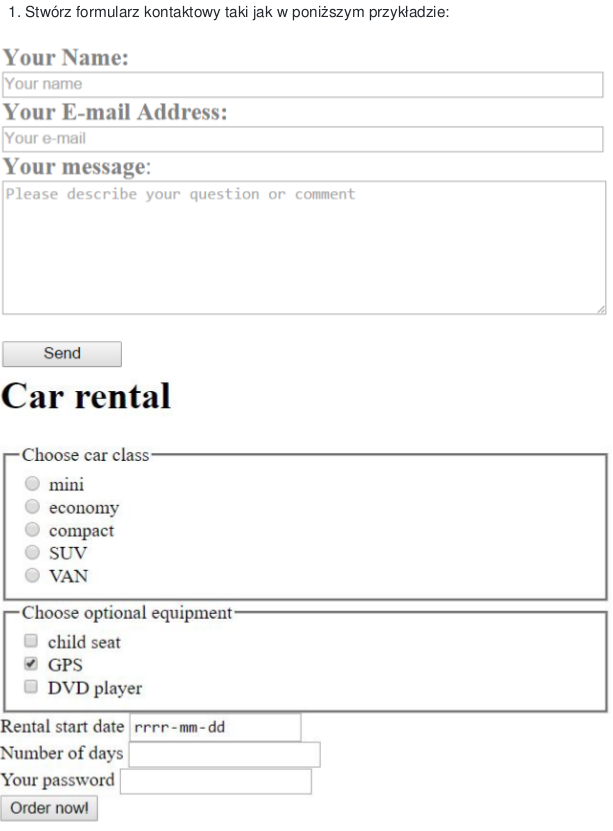 1. Stwórz formularz kontaktowy taki jak w poniższym przykładzie:
Your Name:
Your name
Your E-mail Address:
Your e-mail
Your message:
Please describe your question or comment
Send
Car rental
Choose car class
mini
economy
compact
SUV
VAN
Choose optional equipment
child seat
GPS
DVD player
Rental start date rrrr-mm-dd
Number of days
Your password
Order now!